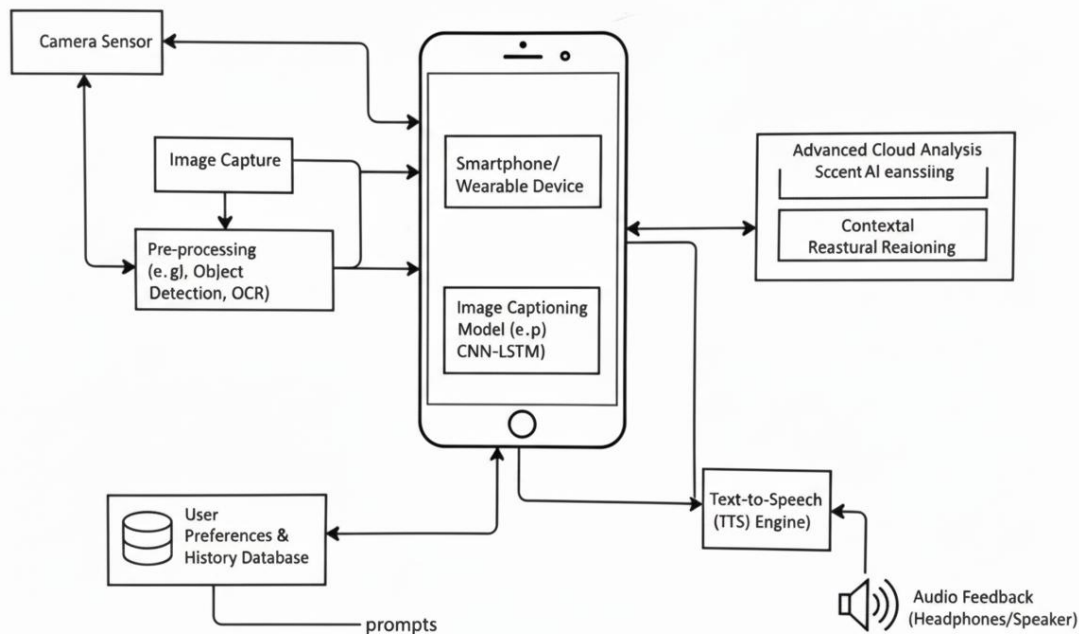 Camera Sensor
Image Capture
Pre-processing
(e.gJ, Object
Detection, OCR)
Smartphone/
Wearable Device
Image Captioning
Model (e.p)
CNN-LSTM)
Advanced Cloud Analysis
Sccent AI eanssiing
Contextal
Reastural Reaioning
User
Preferences &
History Database
prompts
Text-to-Speech
(TTS) Engine)
Audio Feedback
(Headphones/Speaker)